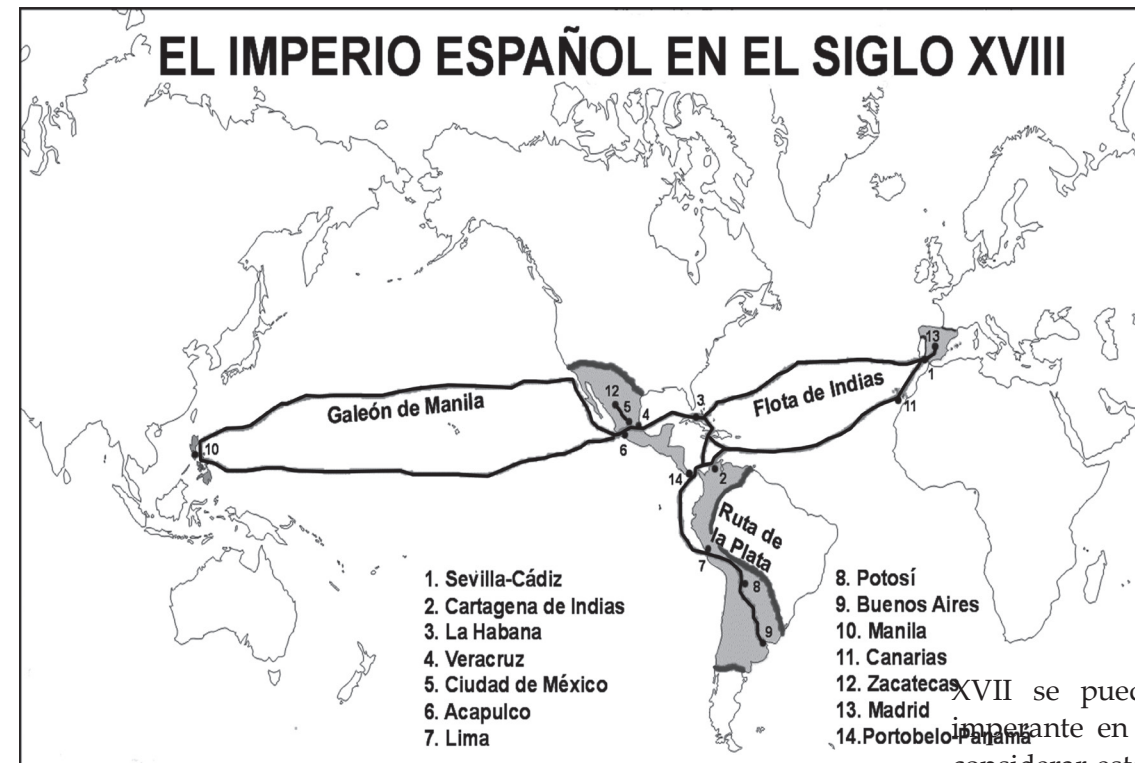 EL IMPERIO ESPAÑOL EN EL SIGLO XVIII
13
1
Flota de Indias
11
3
12
5
4
Galeón de Manila
6
10
14
2
Ruta de
la Plata
7
8
9
1. Sevilla-Cádiz
2. Cartagena de Indias
3. La Habana
4. Veracruz
5. Ciudad de México
6. Acapulco
7. Lima
8. Potosí
9. Buenos Aires
10. Manila
11. Canarias
12. Zacatecas
13. Madrid
14.Portobelo-Panamá
XVII se pued
imperante en